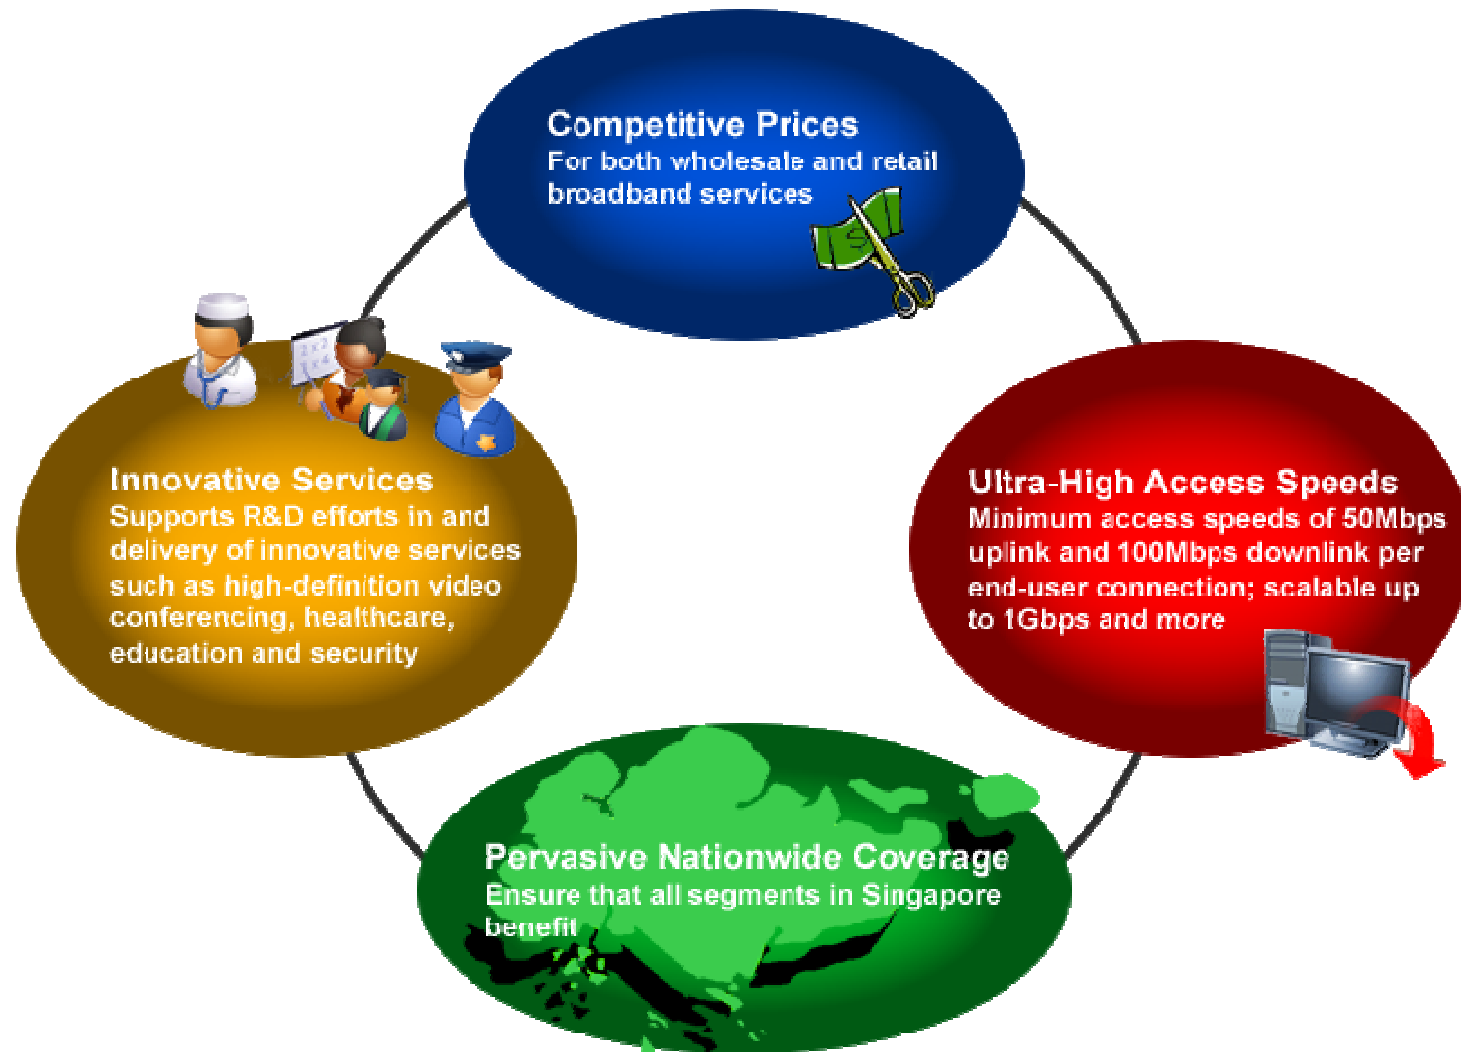 Competitive Prices
For both wholesale and retail
broadband services
Innovative Services
Supports R&D efforts in and
delivery of innovative services
such as high-definition video
conferencing, healthcare,
education and security
Ultra-High Access Speeds
Minimum access speeds of 50Mbps
uplink and 100Mbps downlink per
end-user connection; scalable up
to 1Gbps and more
Pervasive Nationwide Coverage
Ensure that all segments in Singapore
benefit